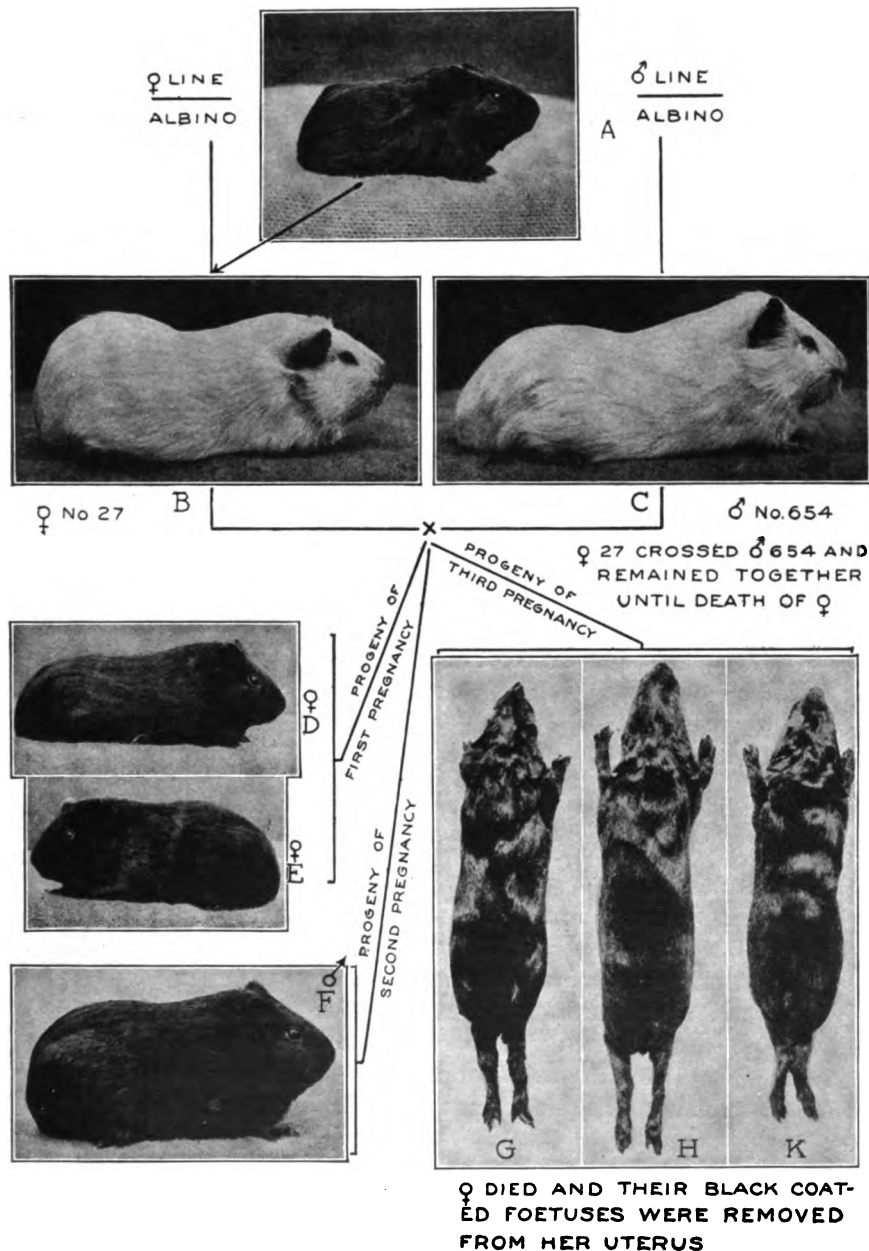 ♀ LINE
ALBINO
♂ LINE
ALBINO
A
♀ No 27
B
C
♂ No. 654
×
♀ 27 CROSSED ♂ 654 AND
REMAINED TOGETHER
UNTIL DEATH OF ♀
PROGENY OF
FIRST PREGNANCY
PROGENY OF
SECOND PREGNANCY
PROGENY OF
THIRD PREGNANCY
♀
D
♀
E
♂
F
G
H
K
♀ DIED AND THEIR BLACK COAT-
ED FOETUSES WERE REMOVED
FROM HER UTERUS